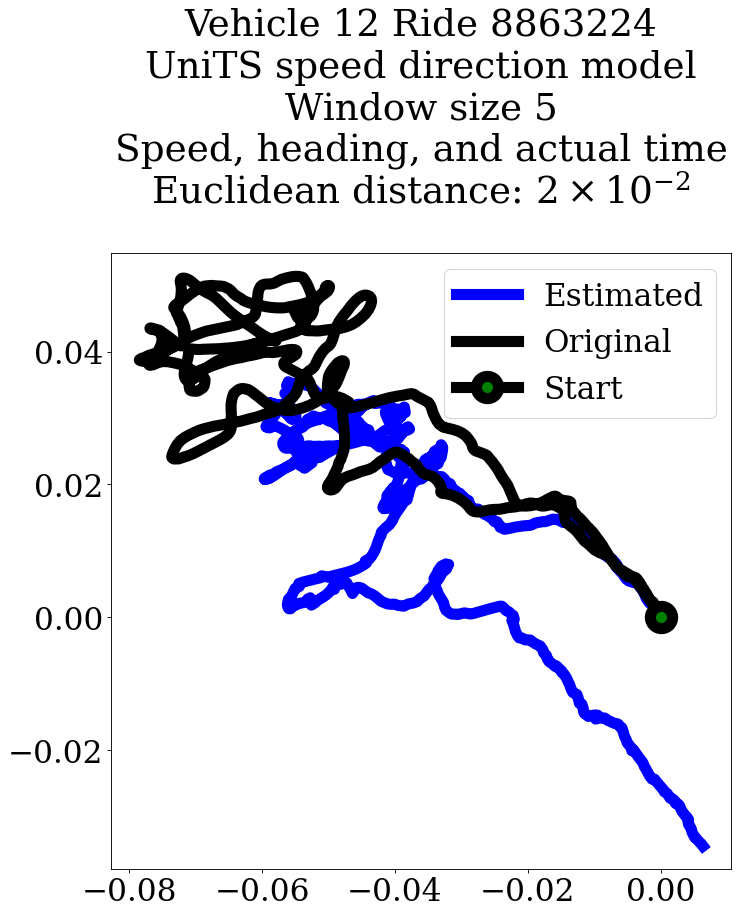 Vehicle 12 Ride 8863224
UniTS speed direction model
Window size 5
Speed, heading, and actual time
Euclidean distance: 2 × 10⁻²
Estimated
Original
Start
0.04
0.02
0.00
−0.02
−0.08 −0.06 −0.04 −0.02 0.00